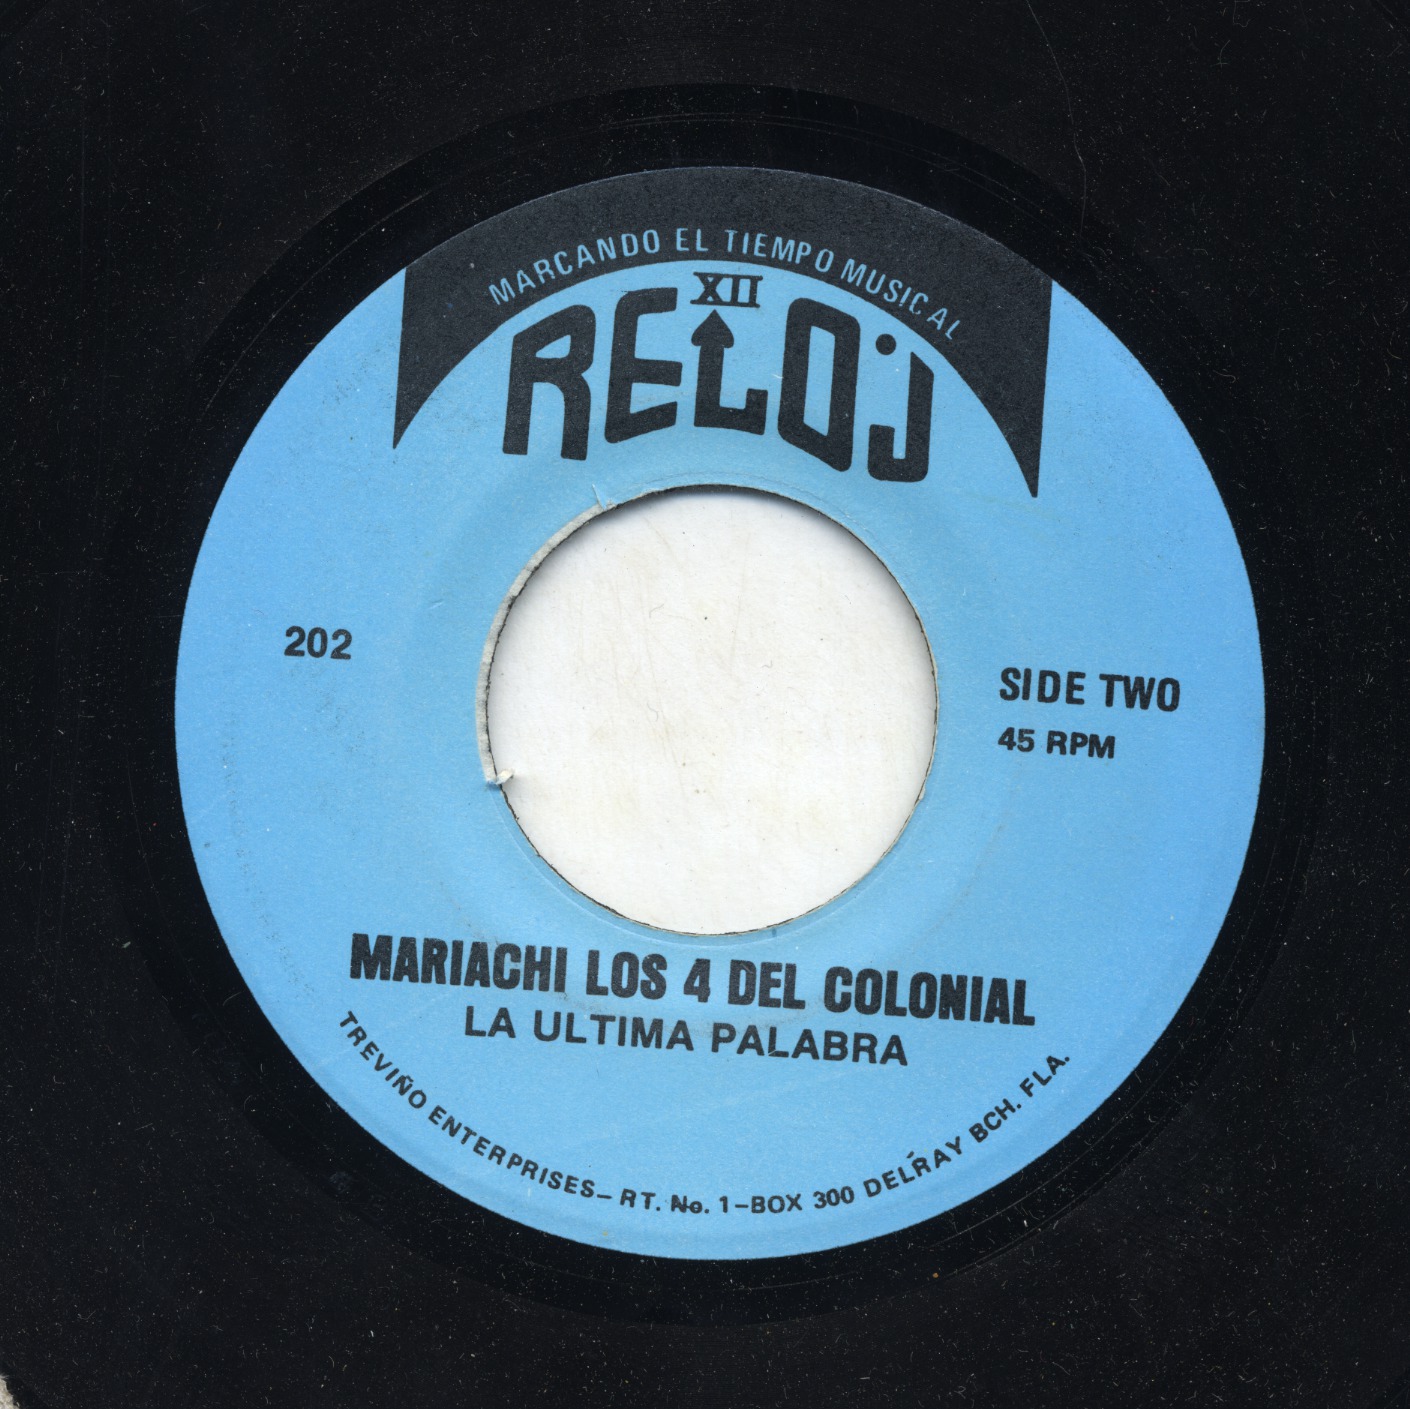 MARCANDO EL TIEMPO MUSICAL
XII
RELOJ
202
SIDE TWO
45 RPM
MARIACHI LOS 4 DEL COLONIAL
LA ULTIMA PALABRA
TREVIÑO ENTERPRISES–RT. No. 1–BOX 300 DELRAY BCH. FLA.